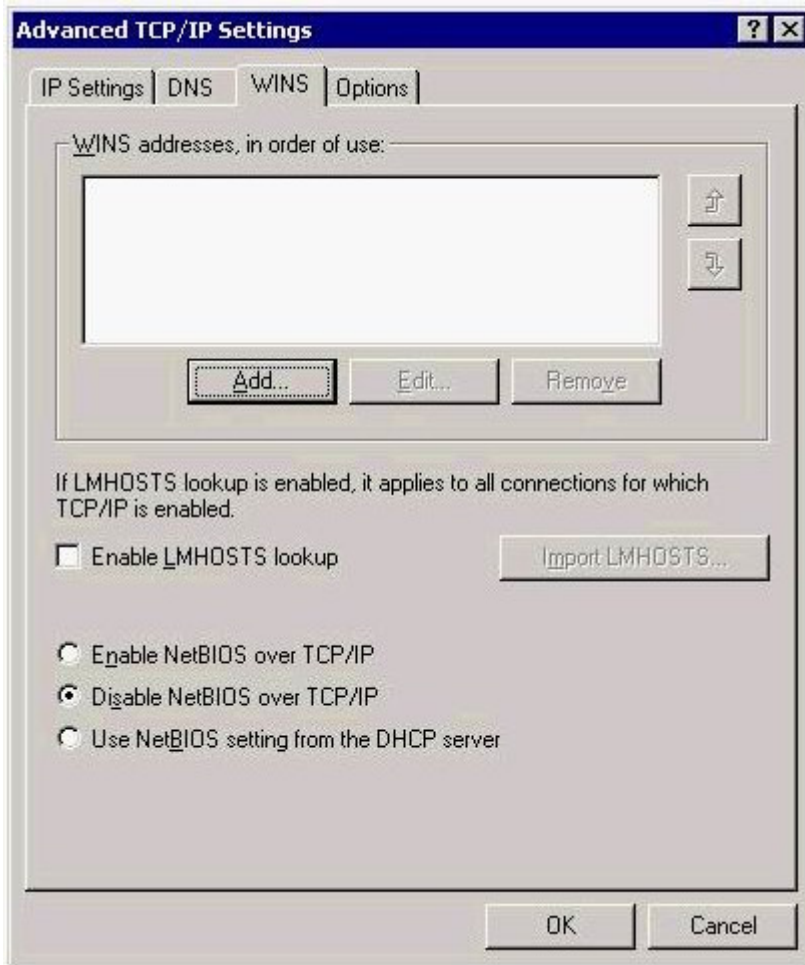 Advanced TCP/IP Settings
IP Settings DNS WINS Options
WINS addresses, in order of use:
Add... Edit... Remove
If LMHOSTS lookup is enabled, it applies to all connections for which
TCP/IP is enabled.
Enable LMHOSTS lookup Import LMHOSTS...
Enable NetBIOS over TCP/IP
Disable NetBIOS over TCP/IP
Use NetBIOS setting from the DHCP server
OK Cancel